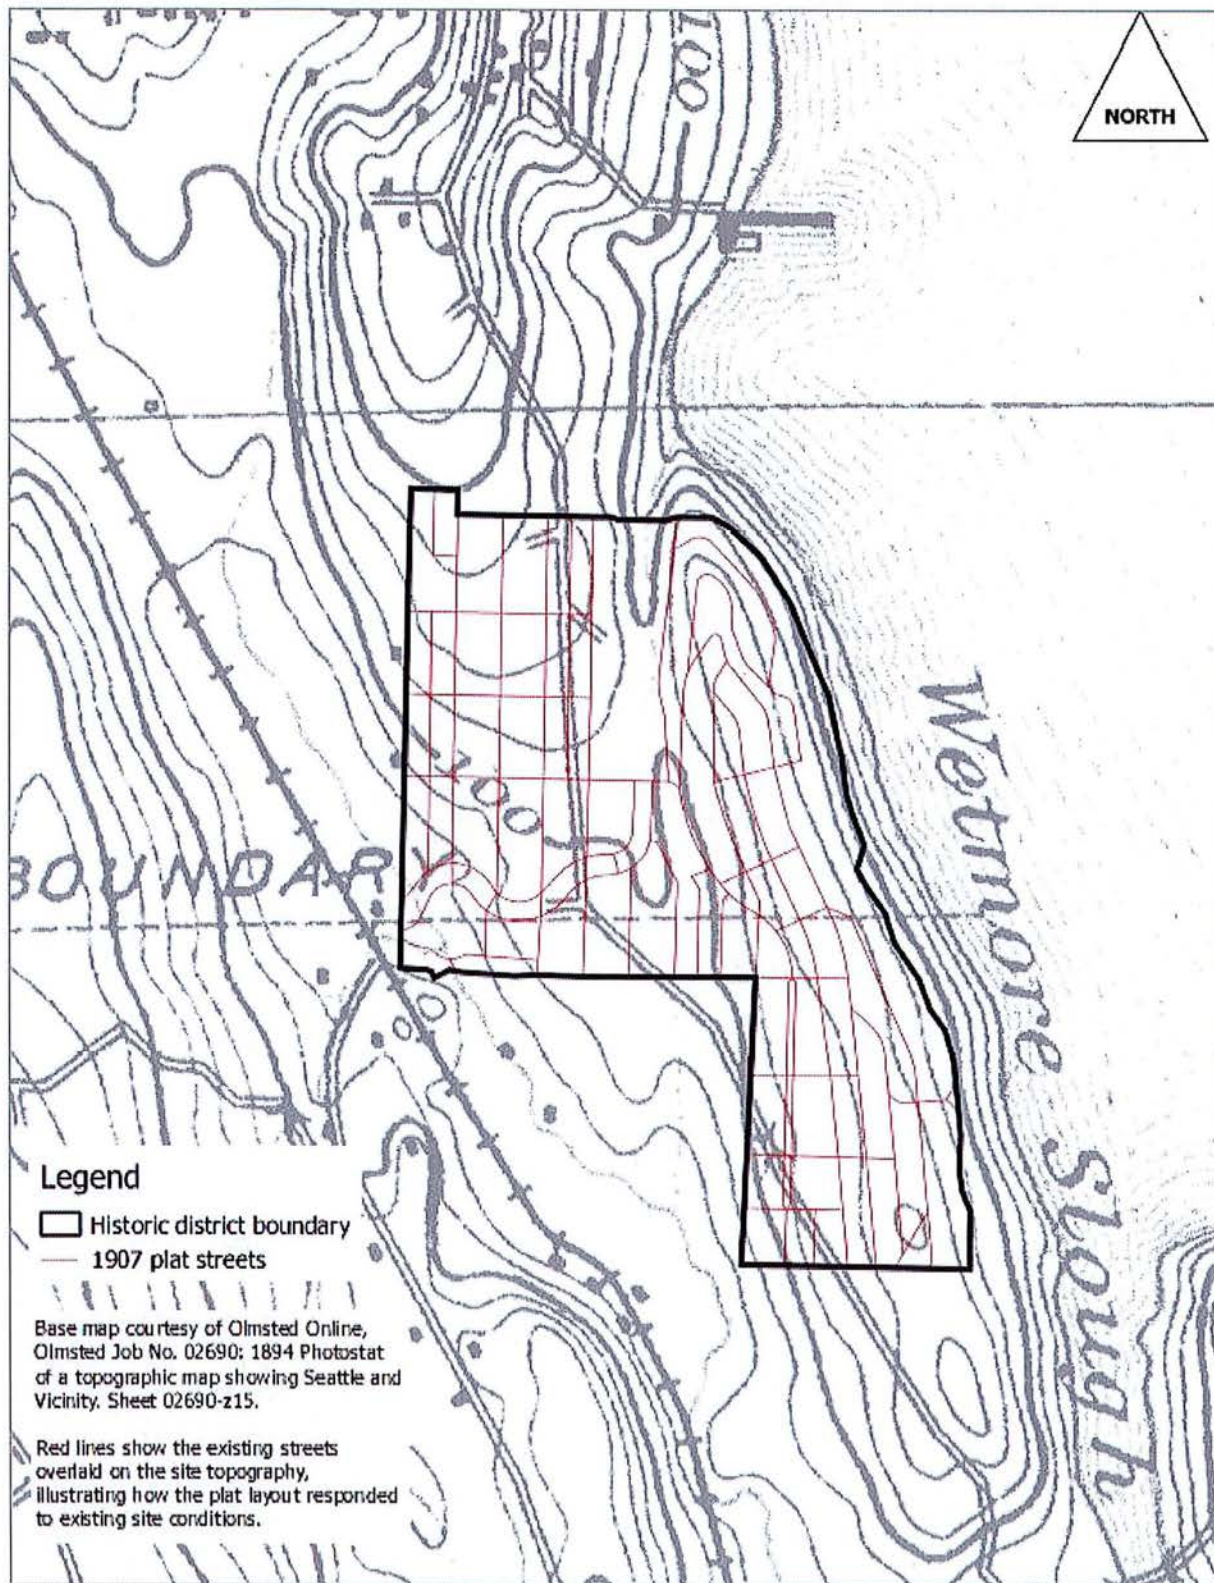 100
NORTH
100
BOUNDARY
Wetmore Slough
Legend
Historic district boundary
1907 plat streets
Base map courtesy of Olmsted Online,
Olmsted Job No. 02690: 1894 Photostat
of a topographic map showing Seattle and
Vicinity. Sheet 02690-z15.
Red lines show the existing streets
overlaid on the site topography,
illustrating how the plat layout responded
to existing site conditions.